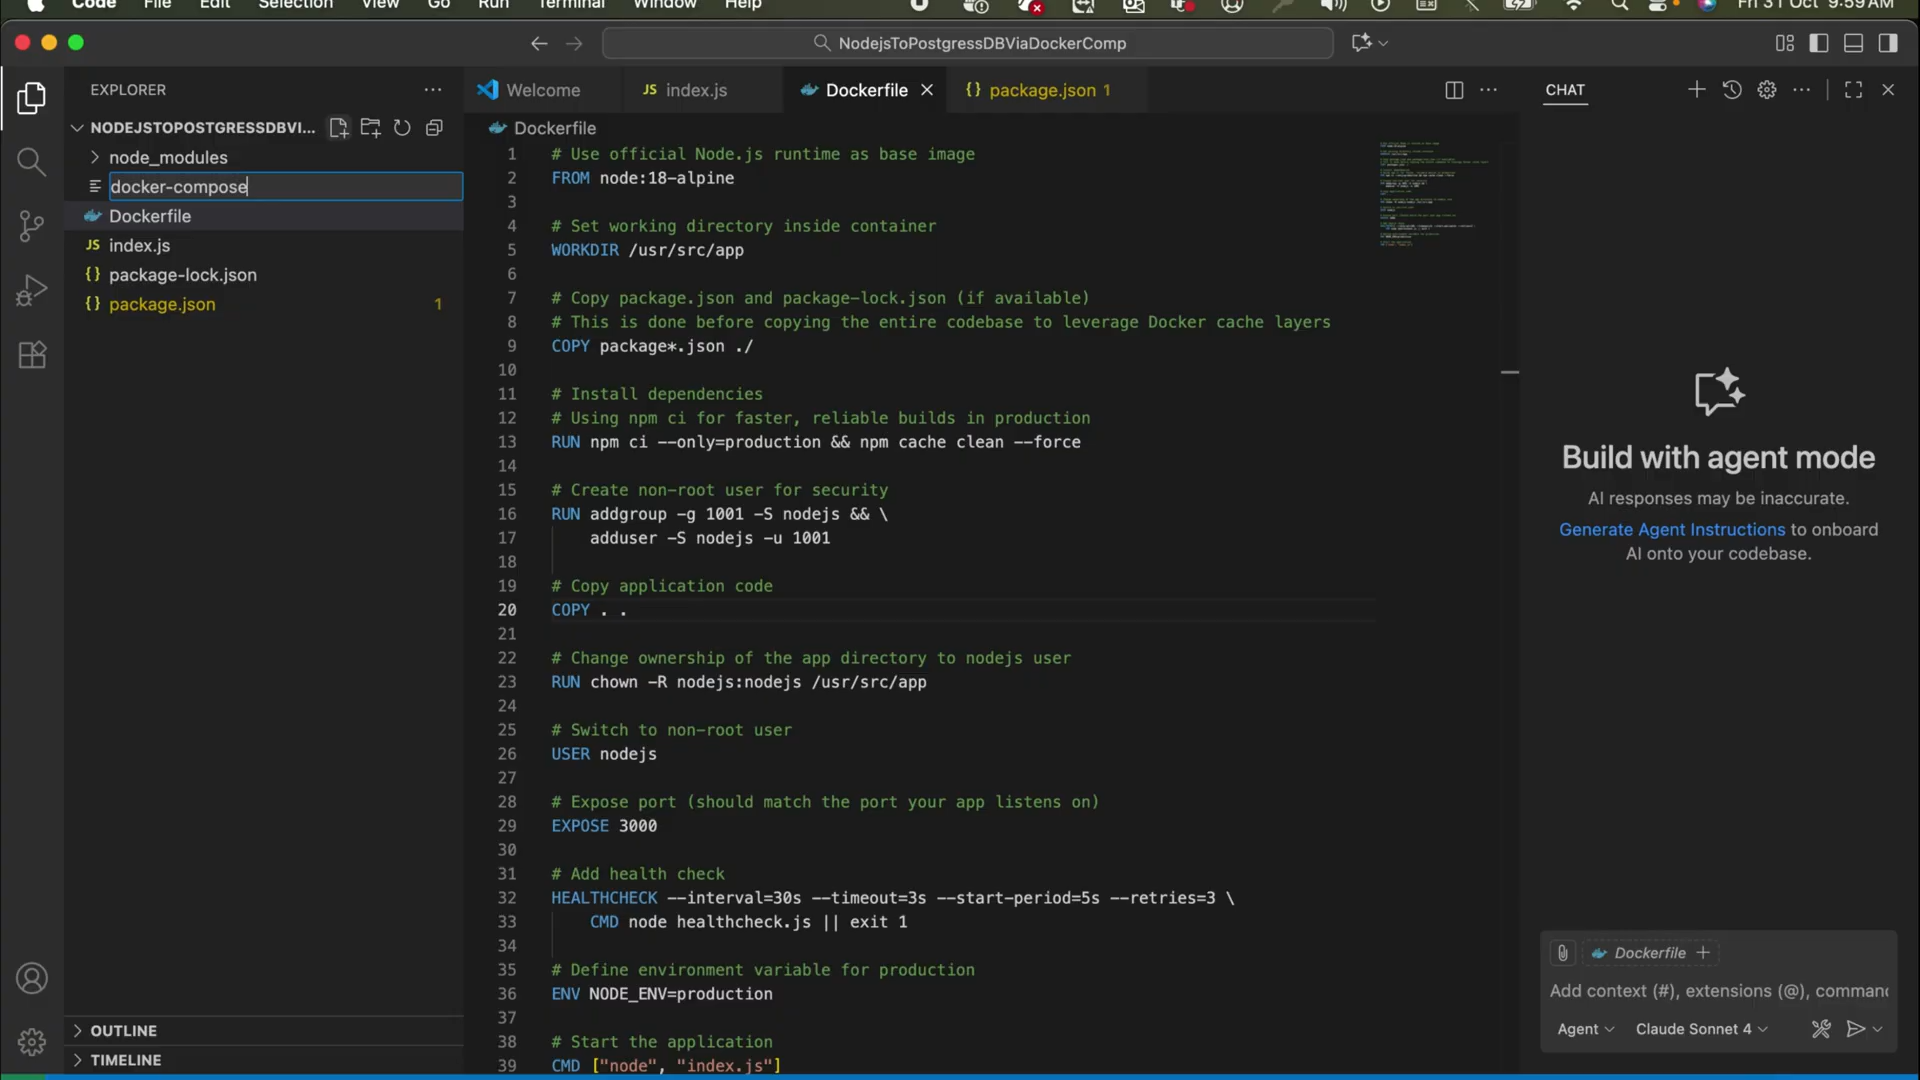 Code File Edit Selection View Go Run Terminal Window Help Fri 31 Oct 9:59 AM
NodejsToPostgressDBViaDockerComp
EXPLORER
NODEJSTOPOSTGRESSDBVI...
node_modules
docker-compose
Dockerfile
JS index.js
{} package-lock.json
{} package.json 1
OUTLINE
TIMELINE
Welcome JS index.js Dockerfile {} package.json 1
Dockerfile
1 # Use official Node.js runtime as base image
2 FROM node:18-alpine
3
4 # Set working directory inside container
5 WORKDIR /usr/src/app
6
7 # Copy package.json and package-lock.json (if available)
8 # This is done before copying the entire codebase to leverage Docker cache layers
9 COPY package*.json ./
10
11 # Install dependencies
12 # Using npm ci for faster, reliable builds in production
13 RUN npm ci --only=production && npm cache clean --force
14
15 # Create non-root user for security
16 RUN addgroup -g 1001 -S nodejs && \
17 adduser -S nodejs -u 1001
18
19 # Copy application code
20 COPY . .
21
22 # Change ownership of the app directory to nodejs user
23 RUN chown -R nodejs:nodejs /usr/src/app
24
25 # Switch to non-root user
26 USER nodejs
27
28 # Expose port (should match the port your app listens on)
29 EXPOSE 3000
30
31 # Add health check
32 HEALTHCHECK --interval=30s --timeout=3s --start-period=5s --retries=3 \
33 CMD node healthcheck.js || exit 1
34
35 # Define environment variable for production
36 ENV NODE_ENV=production
37
38 # Start the application
39 CMD ["node", "index.js"]
CHAT
Build with agent mode
AI responses may be inaccurate.
Generate Agent Instructions to onboard
AI onto your codebase.
Dockerfile
Add context (#), extensions (@), comman
Agent Claude Sonnet 4